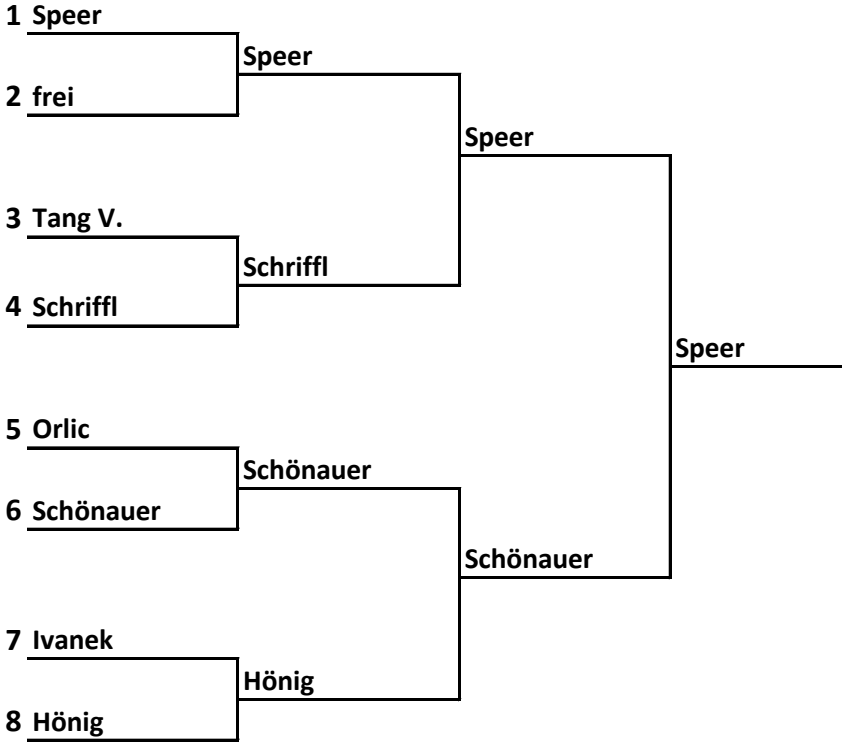 1 Speer
Speer
2 frei
Speer
3 Tang V.
Schriffl
4 Schriffl
Speer
5 Orlic
Schönauer
6 Schönauer
Schönauer
7 Ivanek
Hönig
8 Hönig